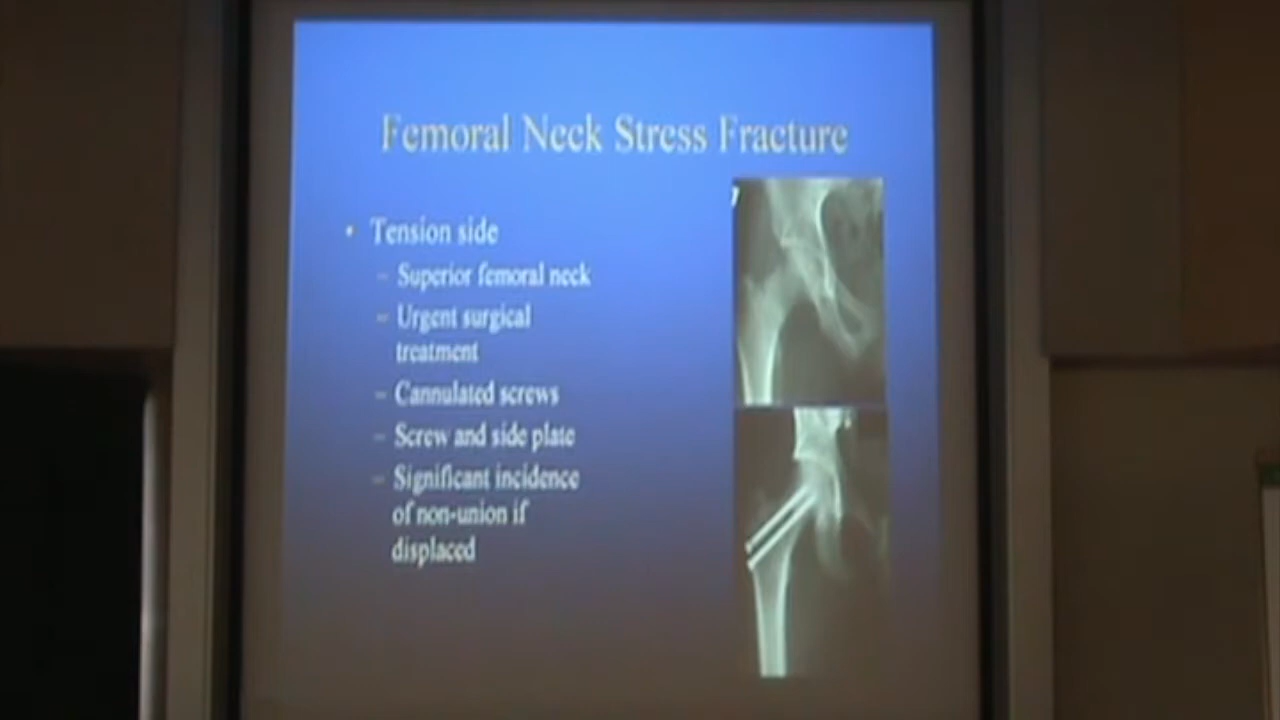 Femoral Neck Stress Fracture
• Tension side
– Superior femoral neck
– Urgent surgical
treatment
– Cannulated screws
– Screw and side plate
– Significant incidence
of non-union if
displaced